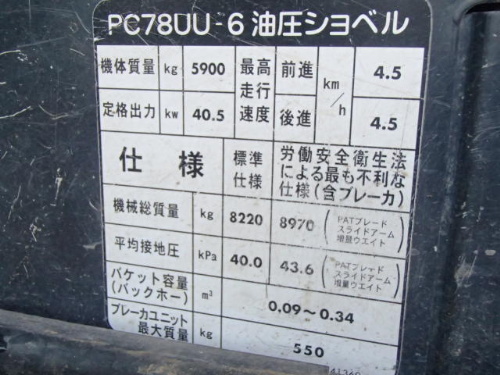 PC78UU-6 油圧ショベル
機体質量 kg 5900 最高走行速度 前進 km/h 4.5
定格出力 kw 40.5 後進 4.5
仕様 標準仕様 労働安全衛生法による最も不利な仕様(含ブレーカ)
機械総質量 kg 8220 8970 (PATブレード スライドアーム 増量ウエイト)
平均接地圧 kPa 40.0 43.6 (PATブレード スライドアーム 増量ウエイト)
バケット容量(バックホー) m³ 0.09~0.34
ブレーカユニット最大質量 kg 550